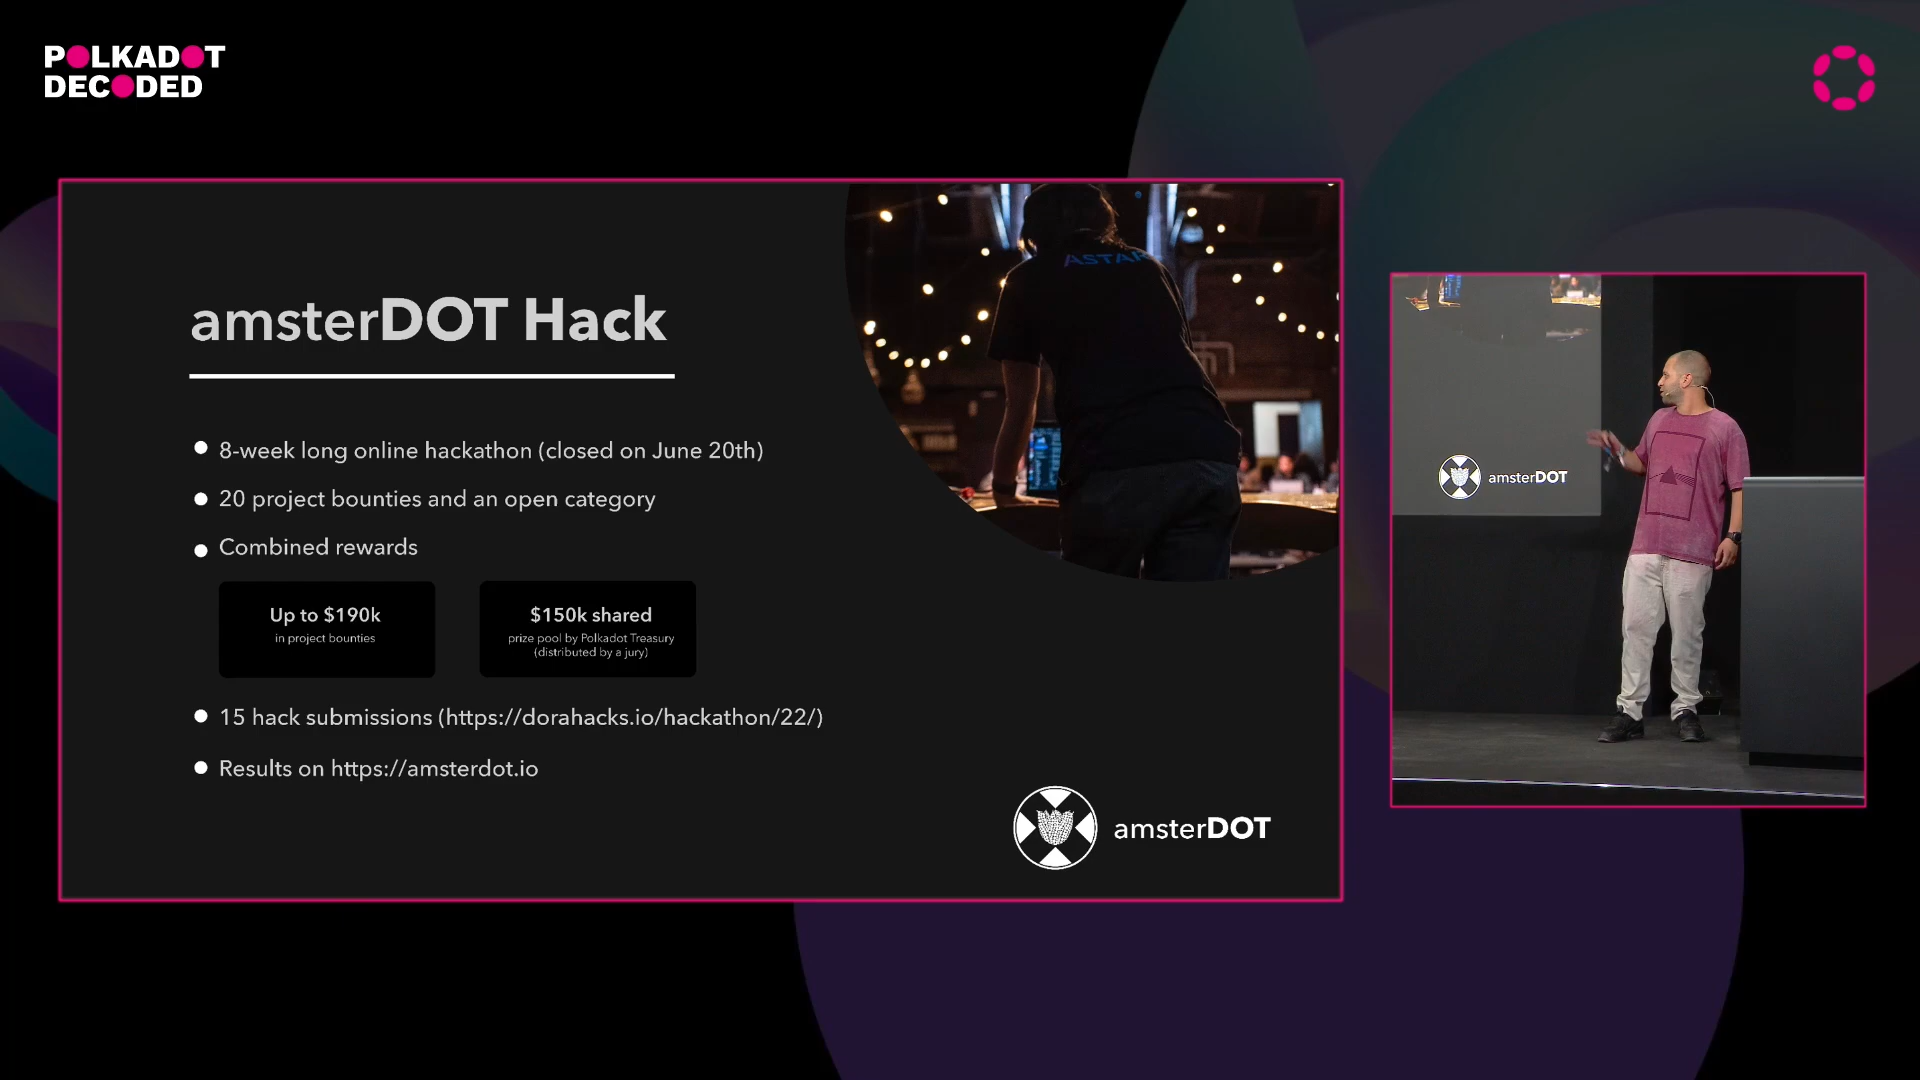 POLKADOT
DECODED
ASTAR
amsterDOT Hack
8-week long online hackathon (closed on June 20th)
20 project bounties and an open category
Combined rewards
Up to $190k
in project bounties
$150k shared
prize pool by Polkadot Treasury
(distributed by a jury)
15 hack submissions (https://dorahacks.io/hackathon/22/)
Results on https://amsterdot.io
amsterDOT
amsterDOT